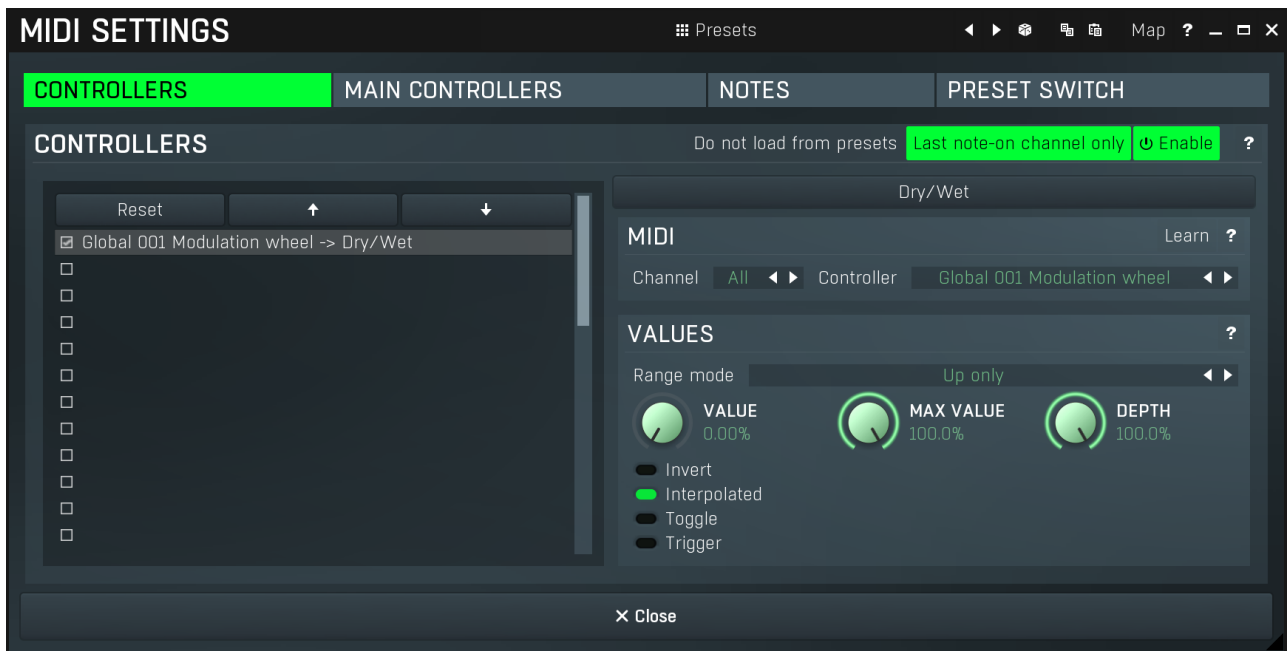 MIDI SETTINGS Presets Map ?
CONTROLLERS MAIN CONTROLLERS NOTES PRESET SWITCH
CONTROLLERS Do not load from presets Last note-on channel only Enable ?
Dry/Wet
Reset
Global 001 Modulation wheel -> Dry/Wet
MIDI Learn ?
Channel All Controller Global 001 Modulation wheel
VALUES ?
Range mode Up only
VALUE MAX VALUE DEPTH
0.00% 100.0% 100.0%
Invert
Interpolated
Toggle
Trigger
Close